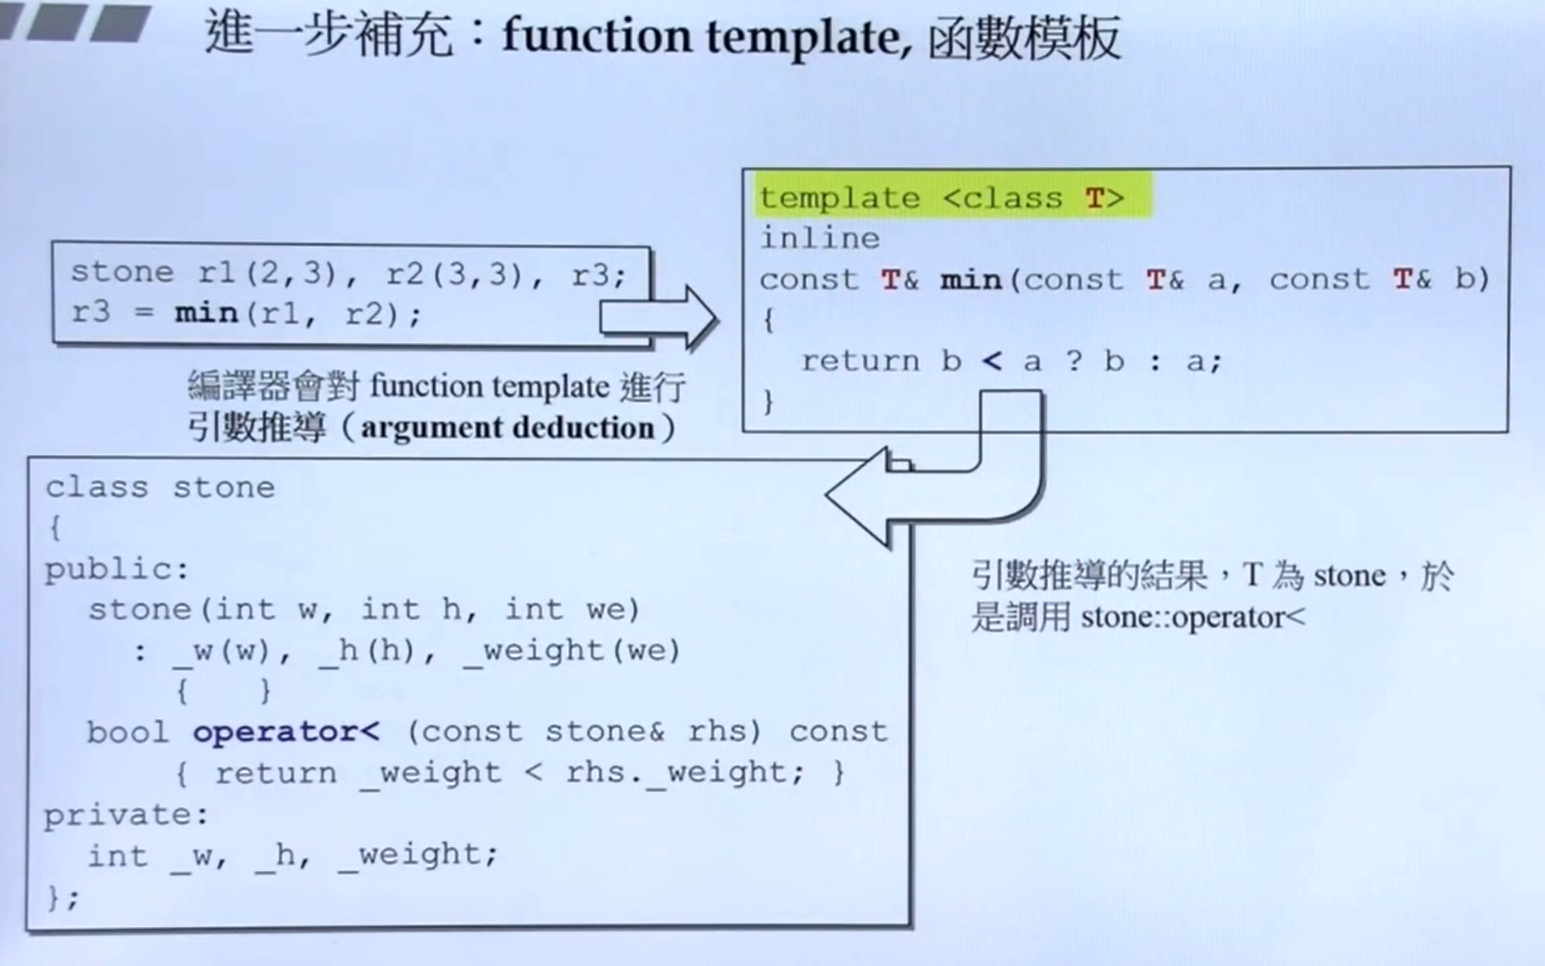 進一步補充：function template, 函數模板
stone r1(2,3), r2(3,3), r3;
r3 = min(r1, r2);
編譯器會對 function template 進行
引數推導（argument deduction）
template <class T>
inline
const T& min(const T& a, const T& b)
{
  return b < a ? b : a;
}
class stone
{
public:
  stone(int w, int h, int we)
    : _w(w), _h(h), _weight(we)
      {   }
  bool operator< (const stone& rhs) const
      { return _weight < rhs._weight; }
private:
  int _w, _h, _weight;
};
引數推導的結果，T 為 stone，於
是調用 stone::operator<